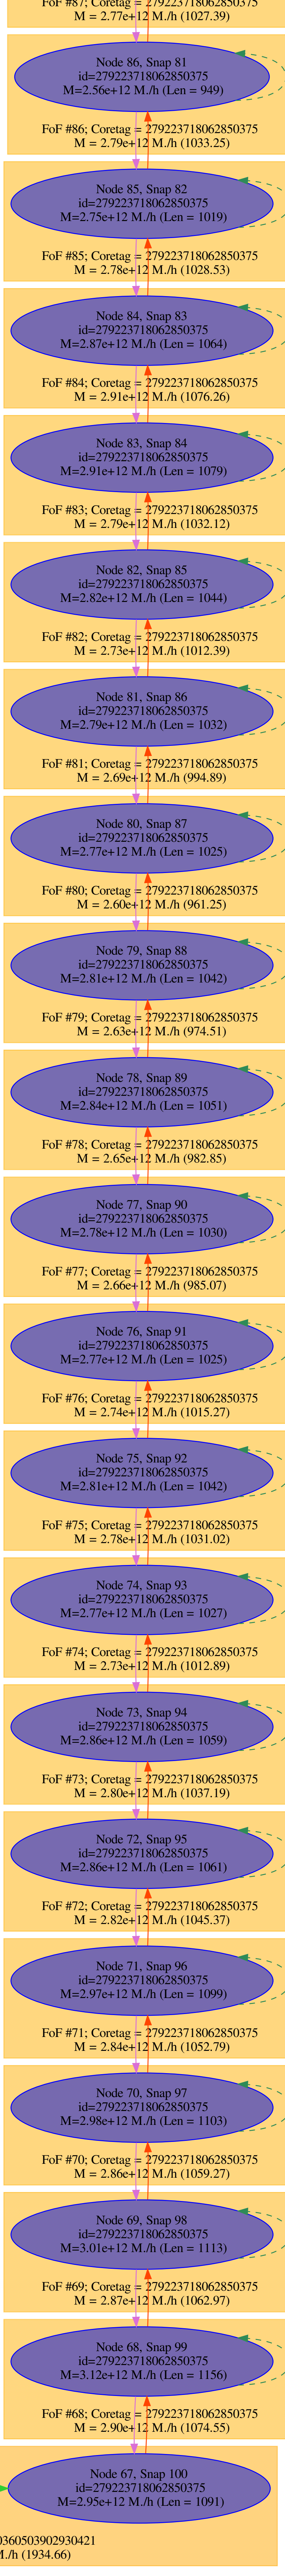 FoF #87; Coretag = 279223718062850375
M = 2.77e+12 M./h (1027.39)
Node 86, Snap 81
id=279223718062850375
M=2.56e+12 M./h (Len = 949)
FoF #86; Coretag = 279223718062850375
M = 2.79e+12 M./h (1033.25)
Node 85, Snap 82
id=279223718062850375
M=2.75e+12 M./h (Len = 1019)
FoF #85; Coretag = 279223718062850375
M = 2.78e+12 M./h (1028.53)
Node 84, Snap 83
id=279223718062850375
M=2.87e+12 M./h (Len = 1064)
FoF #84; Coretag = 279223718062850375
M = 2.91e+12 M./h (1076.26)
Node 83, Snap 84
id=279223718062850375
M=2.91e+12 M./h (Len = 1079)
FoF #83; Coretag = 279223718062850375
M = 2.79e+12 M./h (1032.12)
Node 82, Snap 85
id=279223718062850375
M=2.82e+12 M./h (Len = 1044)
FoF #82; Coretag = 279223718062850375
M = 2.73e+12 M./h (1012.39)
Node 81, Snap 86
id=279223718062850375
M=2.79e+12 M./h (Len = 1032)
FoF #81; Coretag = 279223718062850375
M = 2.69e+12 M./h (994.89)
Node 80, Snap 87
id=279223718062850375
M=2.77e+12 M./h (Len = 1025)
FoF #80; Coretag = 279223718062850375
M = 2.60e+12 M./h (961.25)
Node 79, Snap 88
id=279223718062850375
M=2.81e+12 M./h (Len = 1042)
FoF #79; Coretag = 279223718062850375
M = 2.63e+12 M./h (974.51)
Node 78, Snap 89
id=279223718062850375
M=2.84e+12 M./h (Len = 1051)
FoF #78; Coretag = 279223718062850375
M = 2.65e+12 M./h (982.85)
Node 77, Snap 90
id=279223718062850375
M=2.78e+12 M./h (Len = 1030)
FoF #77; Coretag = 279223718062850375
M = 2.66e+12 M./h (985.07)
Node 76, Snap 91
id=279223718062850375
M=2.77e+12 M./h (Len = 1025)
FoF #76; Coretag = 279223718062850375
M = 2.74e+12 M./h (1015.27)
Node 75, Snap 92
id=279223718062850375
M=2.81e+12 M./h (Len = 1042)
FoF #75; Coretag = 279223718062850375
M = 2.78e+12 M./h (1031.02)
Node 74, Snap 93
id=279223718062850375
M=2.77e+12 M./h (Len = 1027)
FoF #74; Coretag = 279223718062850375
M = 2.73e+12 M./h (1012.89)
Node 73, Snap 94
id=279223718062850375
M=2.86e+12 M./h (Len = 1059)
FoF #73; Coretag = 279223718062850375
M = 2.80e+12 M./h (1037.19)
Node 72, Snap 95
id=279223718062850375
M=2.86e+12 M./h (Len = 1061)
FoF #72; Coretag = 279223718062850375
M = 2.82e+12 M./h (1045.37)
Node 71, Snap 96
id=279223718062850375
M=2.97e+12 M./h (Len = 1099)
FoF #71; Coretag = 279223718062850375
M = 2.84e+12 M./h (1052.79)
Node 70, Snap 97
id=279223718062850375
M=2.98e+12 M./h (Len = 1103)
FoF #70; Coretag = 279223718062850375
M = 2.86e+12 M./h (1059.27)
Node 69, Snap 98
id=279223718062850375
M=3.01e+12 M./h (Len = 1113)
FoF #69; Coretag = 279223718062850375
M = 2.87e+12 M./h (1062.97)
Node 68, Snap 99
id=279223718062850375
M=3.12e+12 M./h (Len = 1156)
FoF #68; Coretag = 279223718062850375
M = 2.90e+12 M./h (1074.55)
Node 67, Snap 100
id=279223718062850375
M=2.95e+12 M./h (Len = 1091)
0360503902930421
M./h (1934.66)